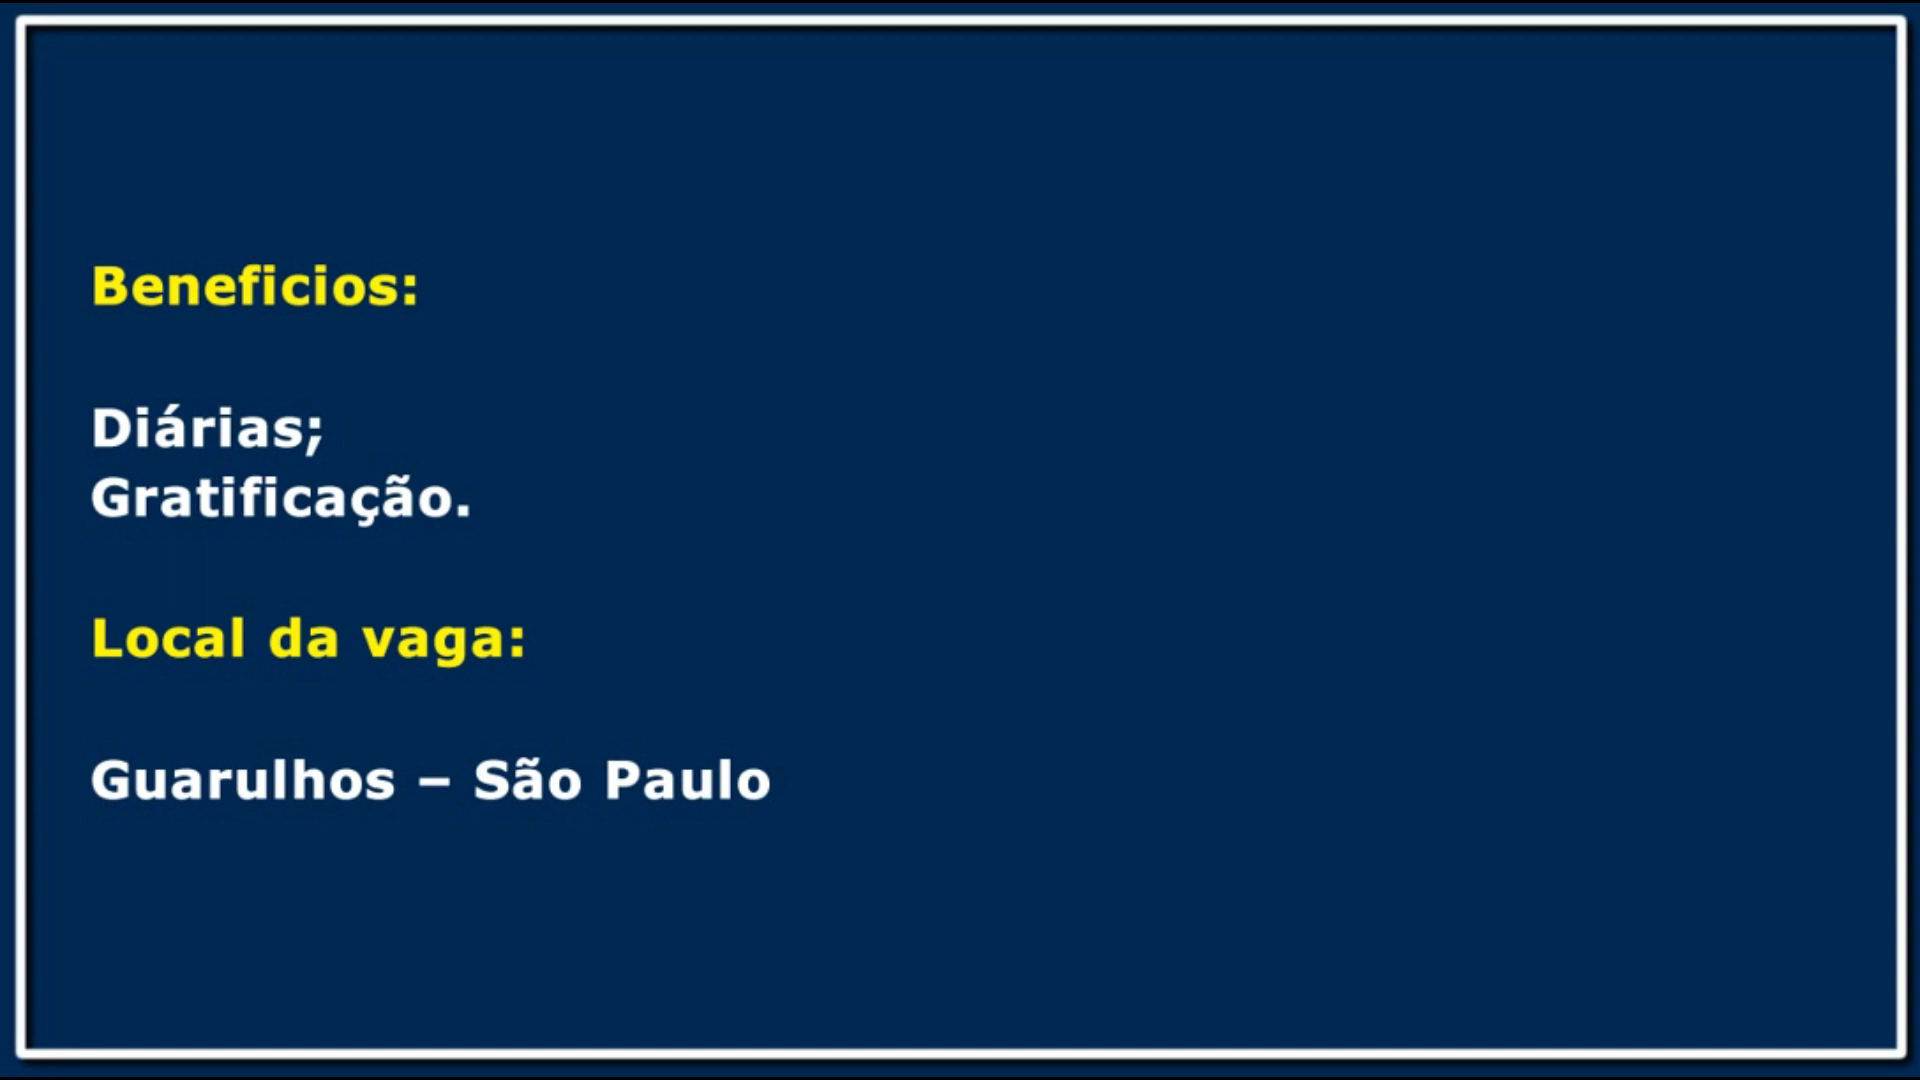 Beneficios:
Diárias;
Gratificação.
Local da vaga:
Guarulhos – São Paulo